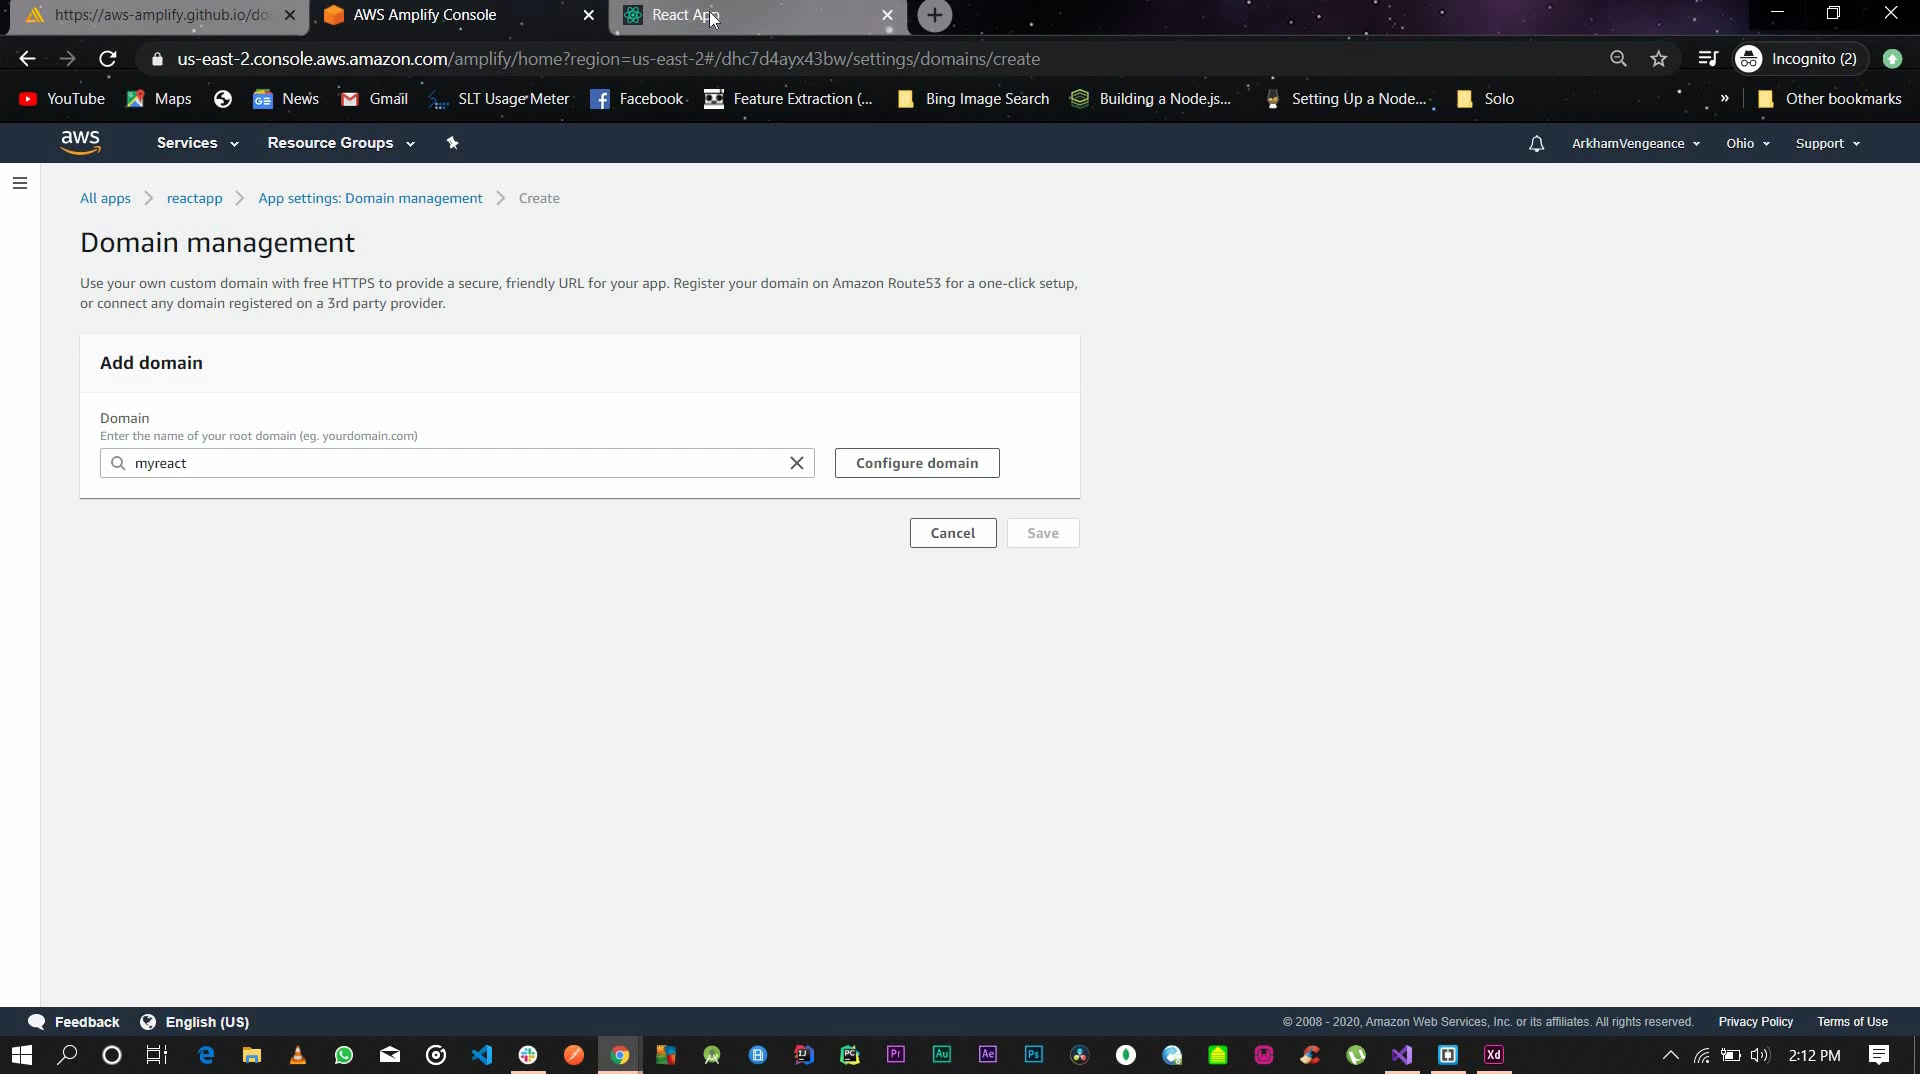 https://aws-amplify.github.io/do
AWS Amplify Console
React App
us-east-2.console.aws.amazon.com/amplify/home?region=us-east-2#/dhc7d4ayx43bw/settings/domains/create
Incognito (2)
YouTube
Maps
News
Gmail
SLT Usage Meter
Facebook
Feature Extraction (...
Bing Image Search
Building a Node.js...
Setting Up a Node...
Solo
»
Other bookmarks
aws
Services
Resource Groups
ArkhamVengeance
Ohio
Support
All apps
reactapp
App settings: Domain management
Create
Domain management
Use your own custom domain with free HTTPS to provide a secure, friendly URL for your app. Register your domain on Amazon Route53 for a one-click setup,
or connect any domain registered on a 3rd party provider.
Add domain
Domain
Enter the name of your root domain (eg. yourdomain.com)
myreact
Configure domain
Cancel
Save
Feedback
English (US)
© 2008 - 2020, Amazon Web Services, Inc. or its affiliates. All rights reserved.
Privacy Policy
Terms of Use
Pr
Au
Ae
Ps
Xd
2:12 PM